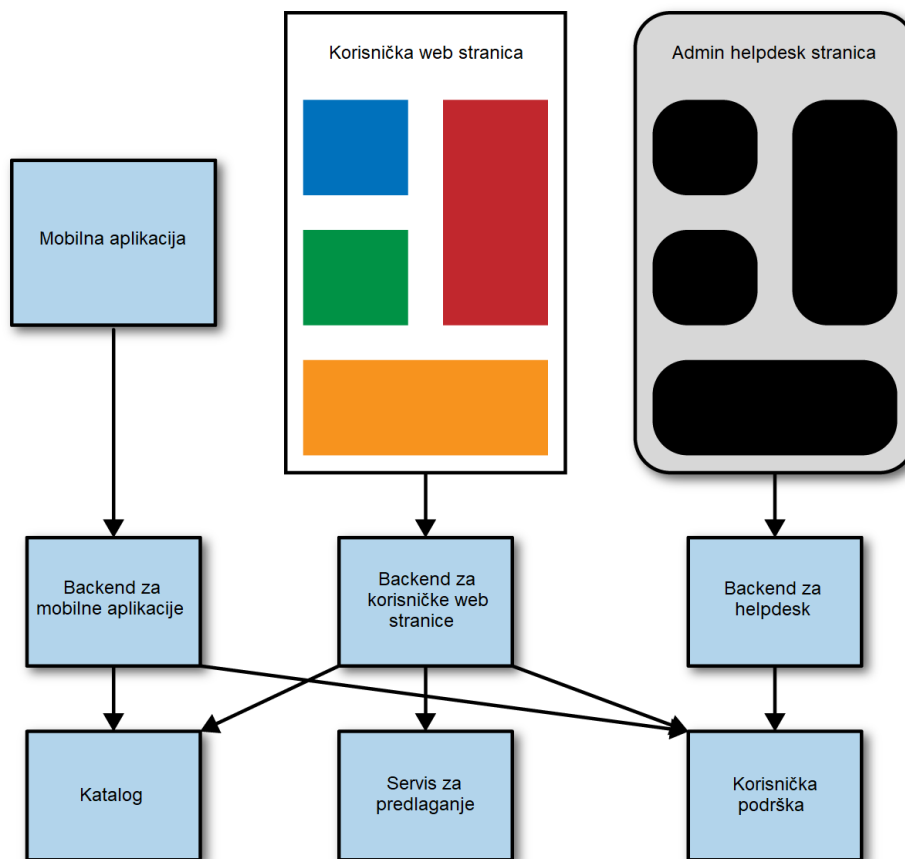 Korisnička web stranica
Admin helpdesk stranica
Mobilna aplikacija
Backend za
mobilne aplikacije
Backend za
korisničke web
stranice
Backend za
helpdesk
Katalog
Servis za
predlaganje
Korisnička
podrška